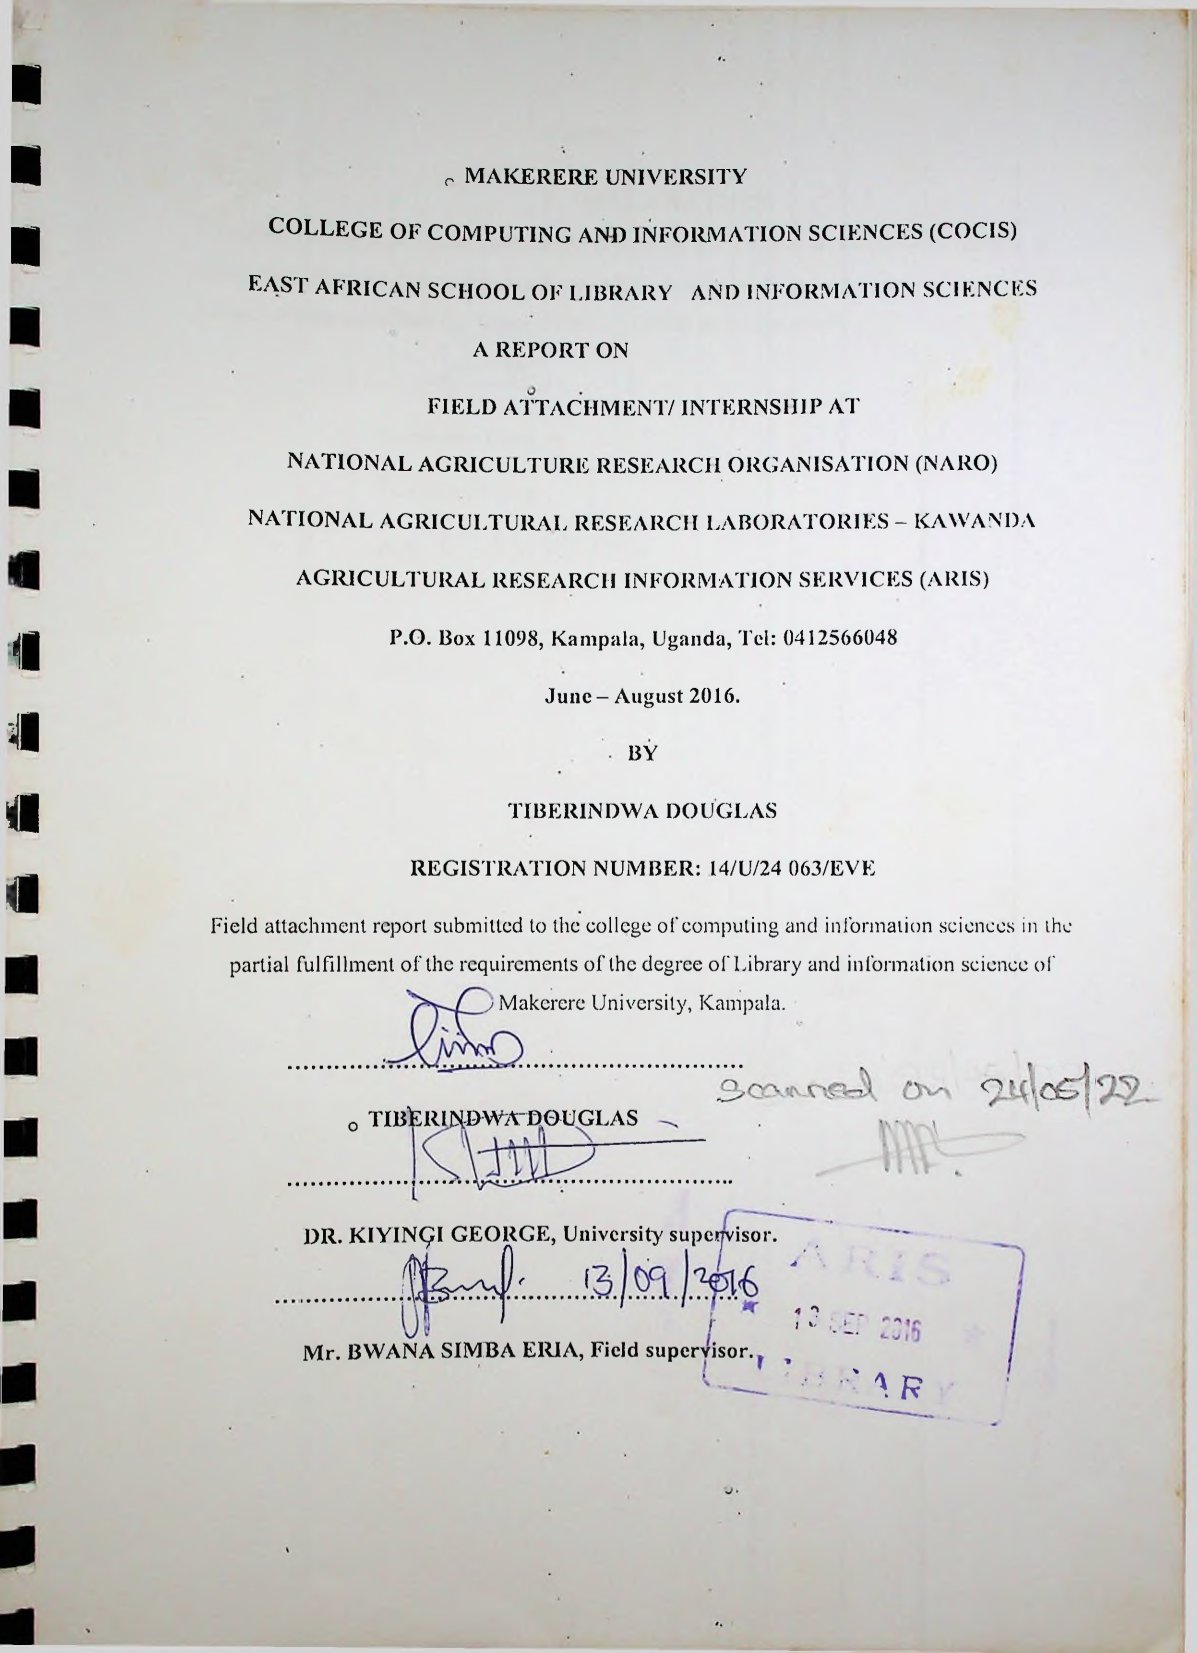 MAKERERE UNIVERSITY
COLLEGE OF COMPUTING AND INFORMATION SCIENCES (COCIS)
EAST AFRICAN SCHOOL OF LIBRARY AND INFORMATION SCIENCES
A REPORT ON
FIELD ATTACHMENT/ INTERNSHIP AT
NATIONAL AGRICULTURE RESEARCH ORGANISATION (NARO)
NATIONAL AGRICULTURAL RESEARCH LABORATORIES – KAWANDA
AGRICULTURAL RESEARCH INFORMATION SERVICES (ARIS)
P.O. Box 11098, Kampala, Uganda, Tel: 0412566048
June – August 2016.
BY
TIBERINDWA DOUGLAS
REGISTRATION NUMBER: 14/U/24 063/EVE
Field attachment report submitted to the college of computing and information sciences in the
partial fulfillment of the requirements of the degree of Library and information science of
Makerere University, Kampala.
Scanned on 24/05/22
TIBERINDWA DOUGLAS
DR. KIYINGI GEORGE, University supervisor.
ARIS
13/09/2016
13 SEP 2016
Mr. BWANA SIMBA ERIA, Field supervisor.
LIBRARY